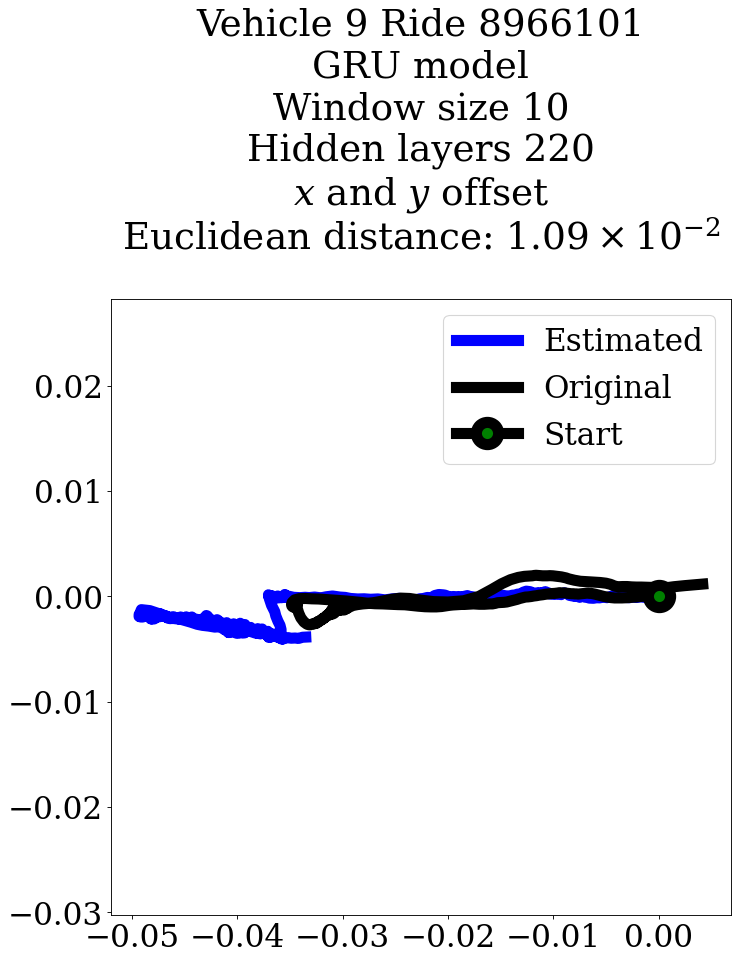 Vehicle 9 Ride 8966101
GRU model
Window size 10
Hidden layers 220
x and y offset
Euclidean distance: 1.09 × 10⁻²
Estimated
Original
Start
0.02
0.01
0.00
−0.01
−0.02
−0.03
−0.05 −0.04 −0.03 −0.02 −0.01 0.00